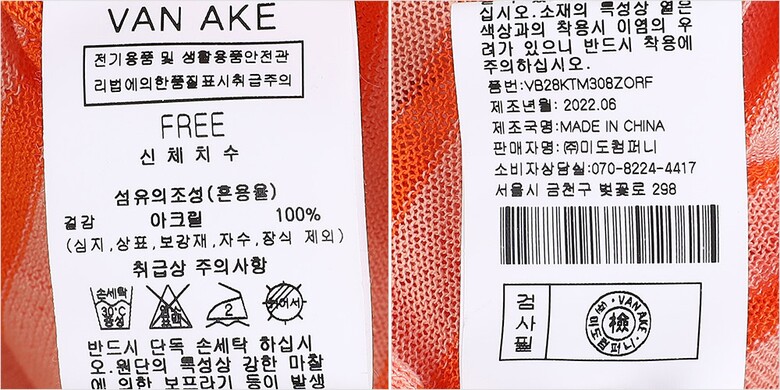 VAN AKE
전기용품 및 생활용품안전관
리법에의한품질표시취급주의
FREE
신체치수
섬유의조성(혼용율)
겉감 아크릴 100%
(심지,상표,보강재,자수,장식 제외)
취급상 주의사항
손세탁
30°C
중성
염소
표백
2
드라이
반드시 단독 손세탁 하십시
오.원단의 특성상 강한 마찰
에 의한 보프라기 등이 발생
십시오.소재의 특성상 옅은
색상과의 착용시 이염의 우
려가 있으니 반드시 착용에
주의하십시오.
품번:VB28KTM308ZORF
제조년월: 2022.06
제조국명:MADE IN CHINA
판매자명:㈜미도컴퍼니
소비자상담실:070-8224-4417
서울시 금천구 벚꽃로 298
검사필
VAN AKE
檢